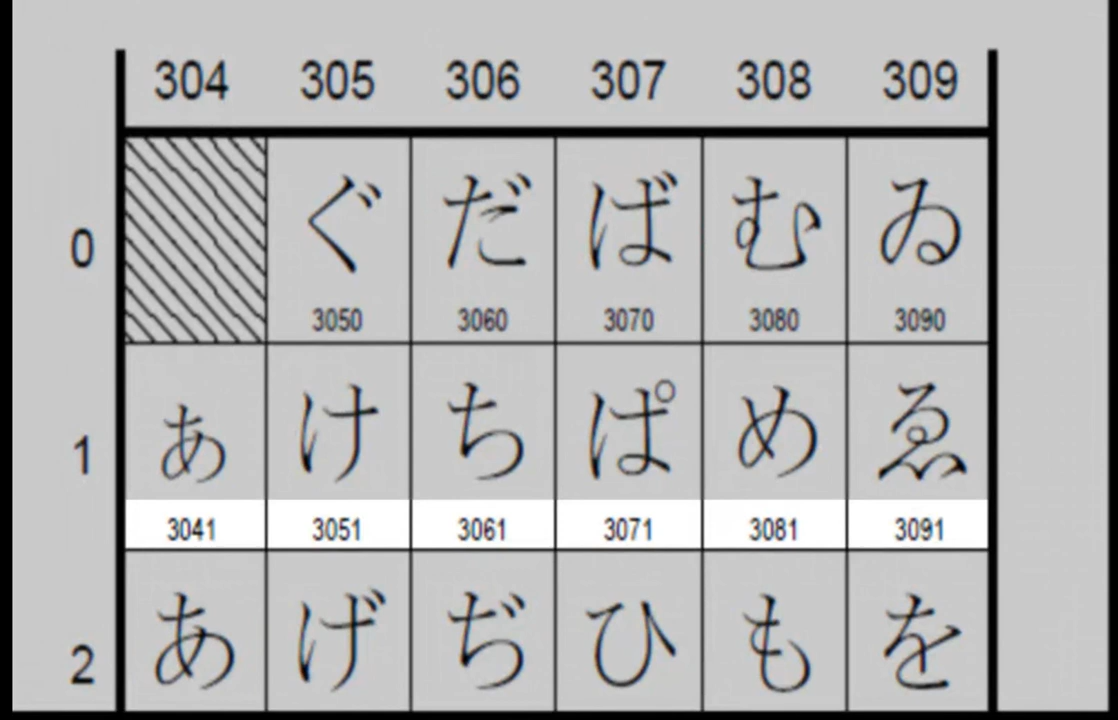 304 305 306 307 308 309
0 ぐ だ ば む ゐ
3050 3060 3070 3080 3090
1 ぁ け ち ぱ め ゑ
3041 3051 3061 3071 3081 3091
2 あ げ ぢ ひ も を